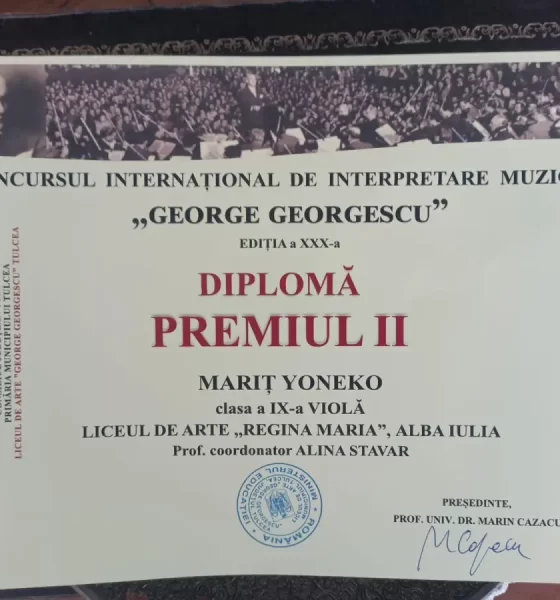 NCURSUL INTERNAȚIONAL DE INTERPRETARE MUZIC
„GEORGE GEORGESCU”
EDIȚIA a XXX-a
DIPLOMĂ
PREMIUL II
MARIȚ YONEKO
clasa a IX-a VIOLĂ
LICEUL DE ARTE „REGINA MARIA”, ALBA IULIA
Prof. coordonator ALINA STAVAR
PREȘEDINTE,
PROF. UNIV. DR. MARIN CAZACU
PRIMĂRIA MUNICIPIULUI TULCEA
LICEUL DE ARTE "GEORGE GEORGESCU" TULCEA
ROMÂNIA
MINISTERUL EDUCAȚIEI